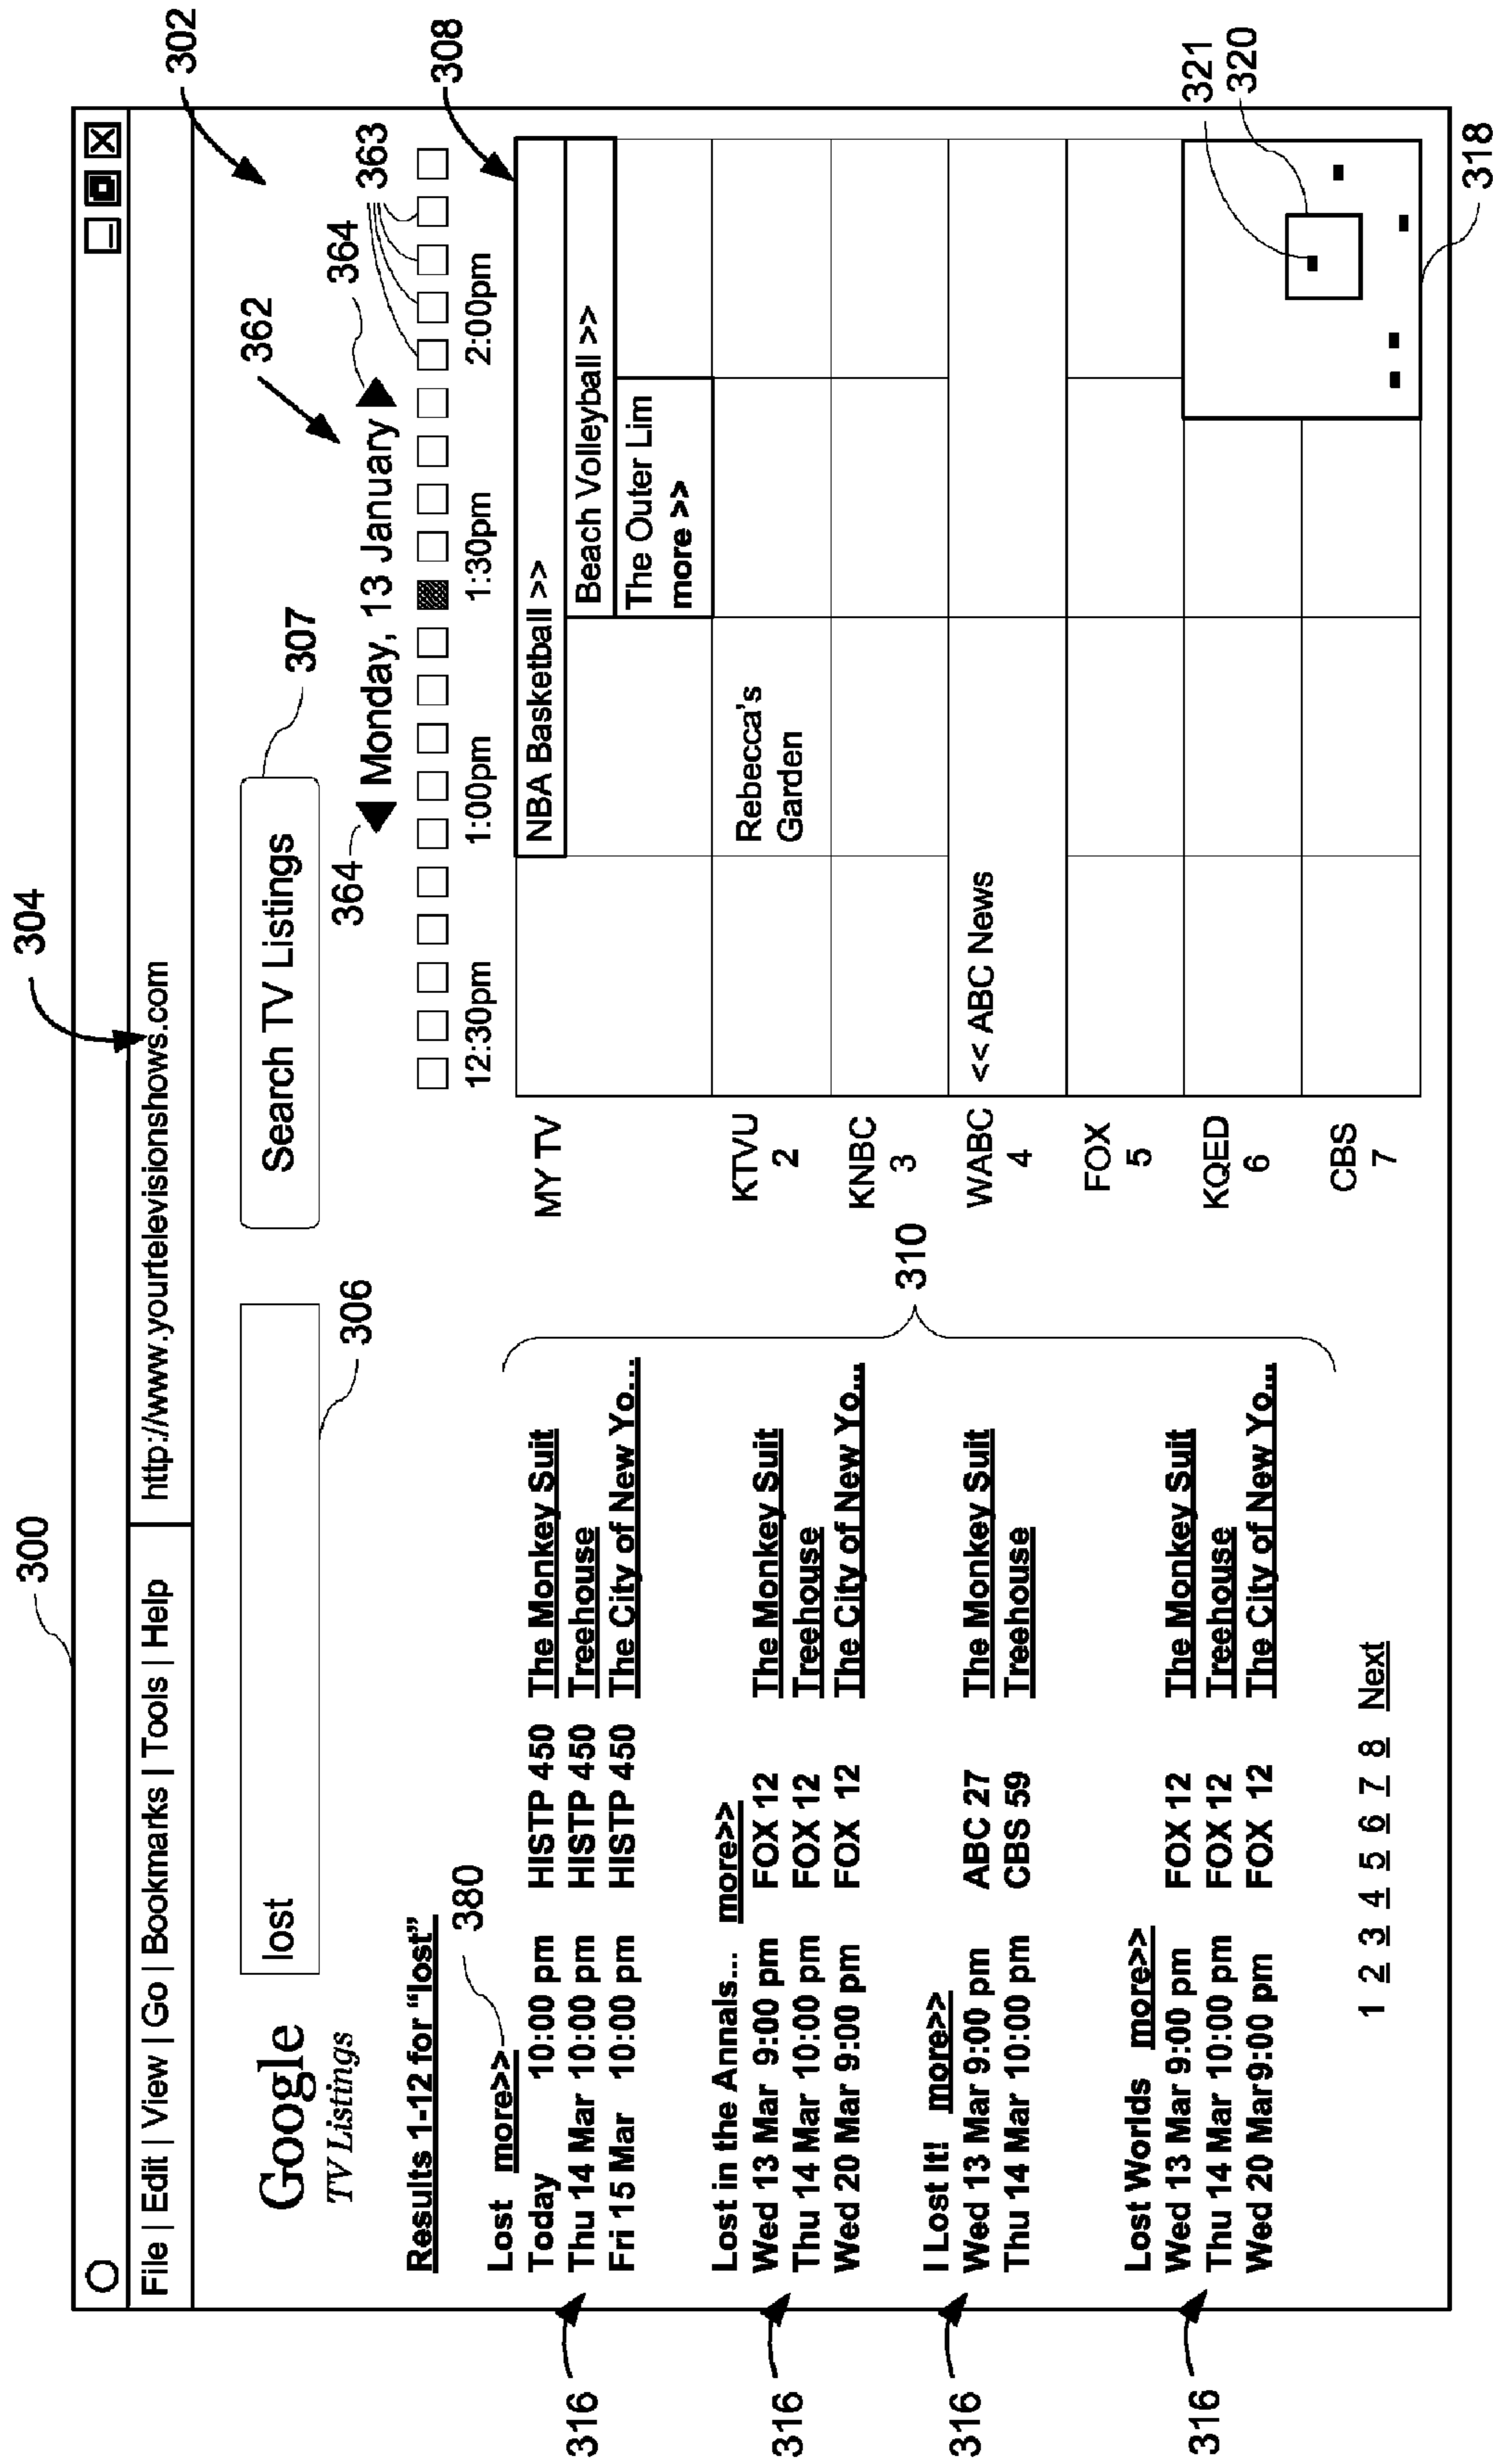 300
304
302
http://www.yourtelevisionshows.com
File | Edit | View | Go | Bookmarks | Tools | Help
Google
TV Listings
lost
306
Search TV Listings
307
362
364
Monday, 13 January
364
363
12:30pm 1:00pm 1:30pm 2:00pm
308
Results 1-12 for "lost"
380
Lost more>>
Today 10:00 pm HISTP 450 The Monkey Suit
Thu 14 Mar 10:00 pm HISTP 450 Treehouse
Fri 15 Mar 10:00 pm HISTP 450 The City of New Yo...
316
Lost in the Annals... more>>
Wed 13 Mar 9:00 pm FOX 12 The Monkey Suit
Thu 14 Mar 10:00 pm FOX 12 Treehouse
Wed 20 Mar 9:00 pm FOX 12 The City of New Yo...
316
I Lost It! more>>
Wed 13 Mar 9:00 pm ABC 27 The Monkey Suit
Thu 14 Mar 10:00 pm CBS 59 Treehouse
316
Lost Worlds more>>
Wed 13 Mar 9:00 pm FOX 12 The Monkey Suit
Thu 14 Mar 10:00 pm FOX 12 Treehouse
Wed 20 Mar9:00 pm FOX 12 The City of New Yo...
316
1 2 3 4 5 6 7 8 Next
310
MY TV
NBA Basketball >>
Beach Volleyball >>
The Outer Lim
more >>
KTVU
2
Rebecca's
Garden
KNBC
3
WABC
4
<< ABC News
FOX
5
KQED
6
CBS
7
321
320
318